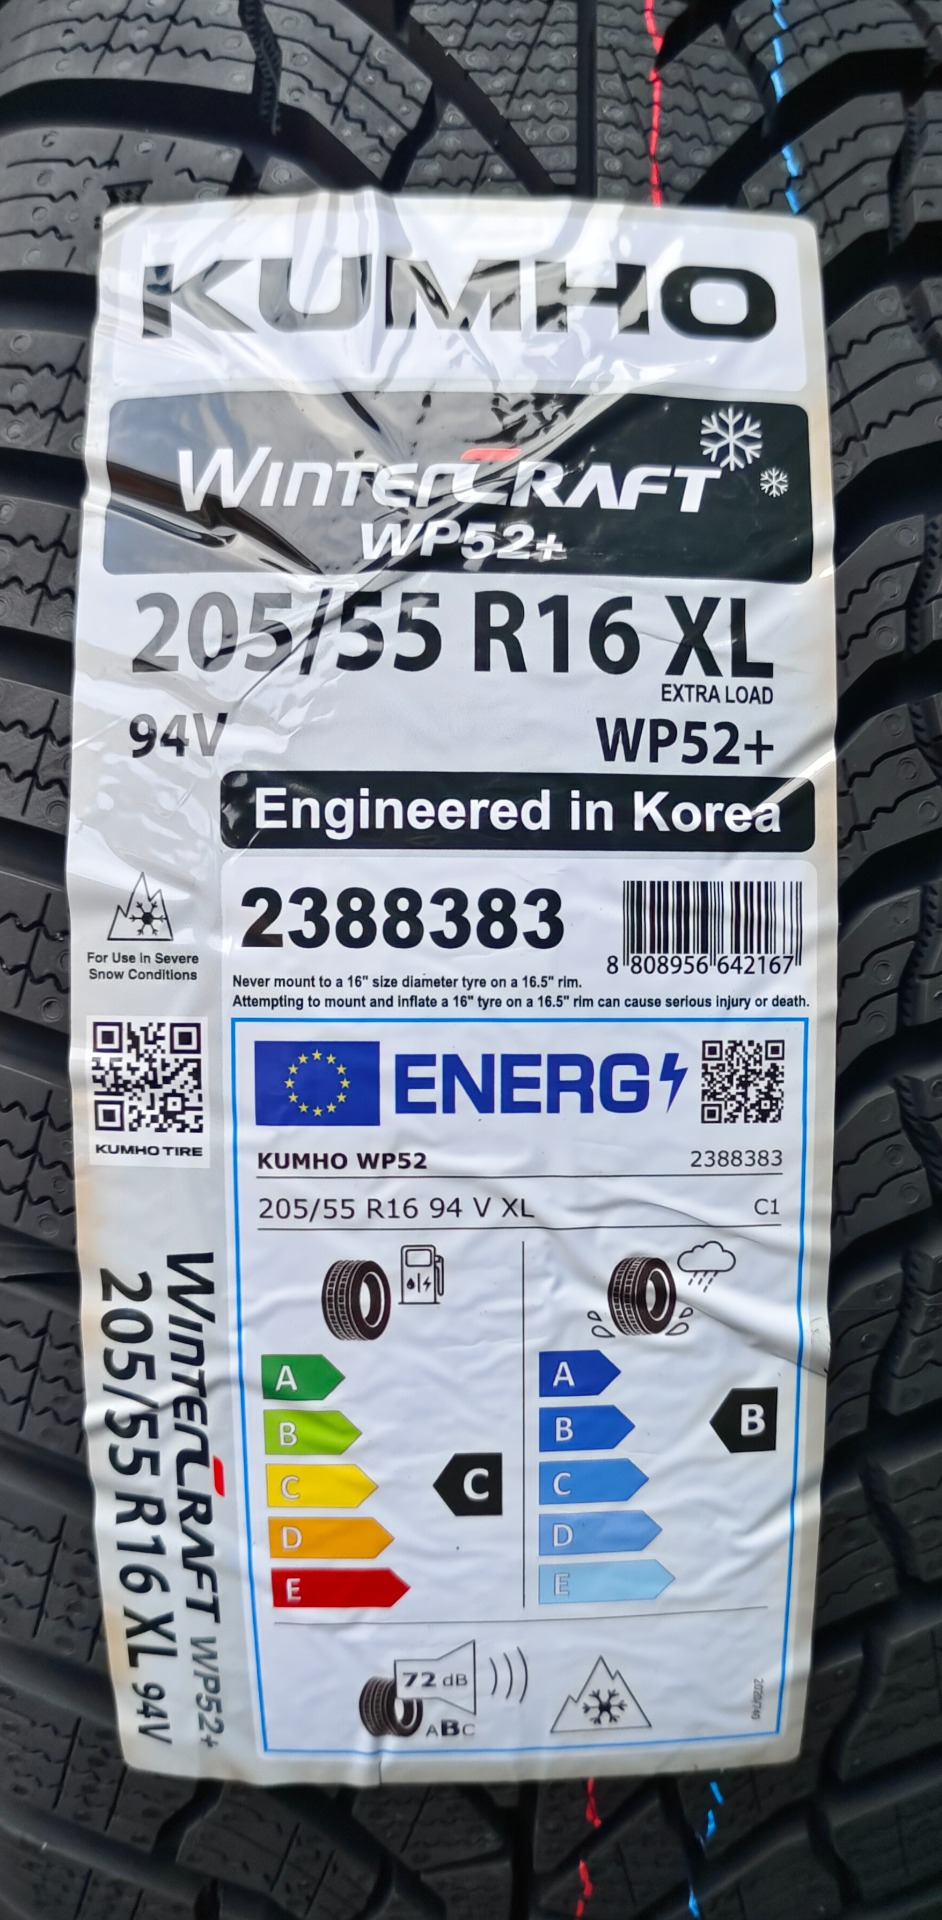 KUMHO
WINTERCRAFT
WP52+
205/55 R16 XL
EXTRA LOAD
94V WP52+
Engineered in Korea
2388383
8 808956 642167
For Use in Severe
Snow Conditions
Never mount to a 16" size diameter tyre on a 16.5" rim.
Attempting to mount and inflate a 16" tyre on a 16.5" rim can cause serious injury or death.
KUMHO TIRE
ENERG
KUMHO WP52 2388383
205/55 R16 94 V XL C1
A
B
C
D
E
C
A
B
C
D
E
B
72 dB
ABC
2020/740
WINTERCRAFT WP52+
205/55 R16 XL 94V